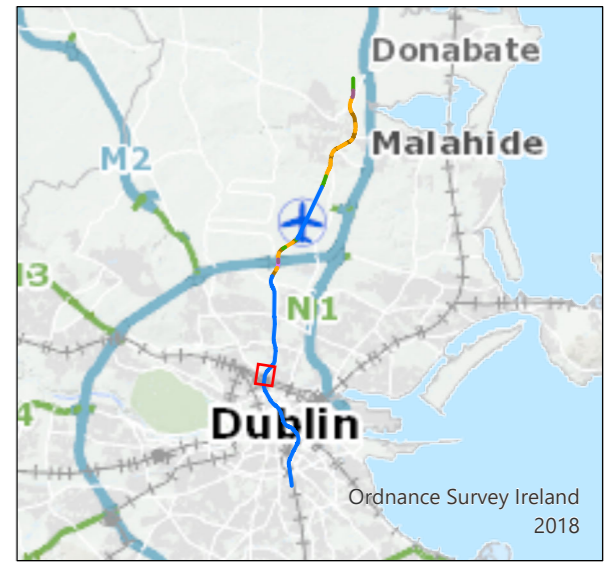 Donabate
Malahide
M2
N1
Dublin
Ordnance Survey Ireland
2018